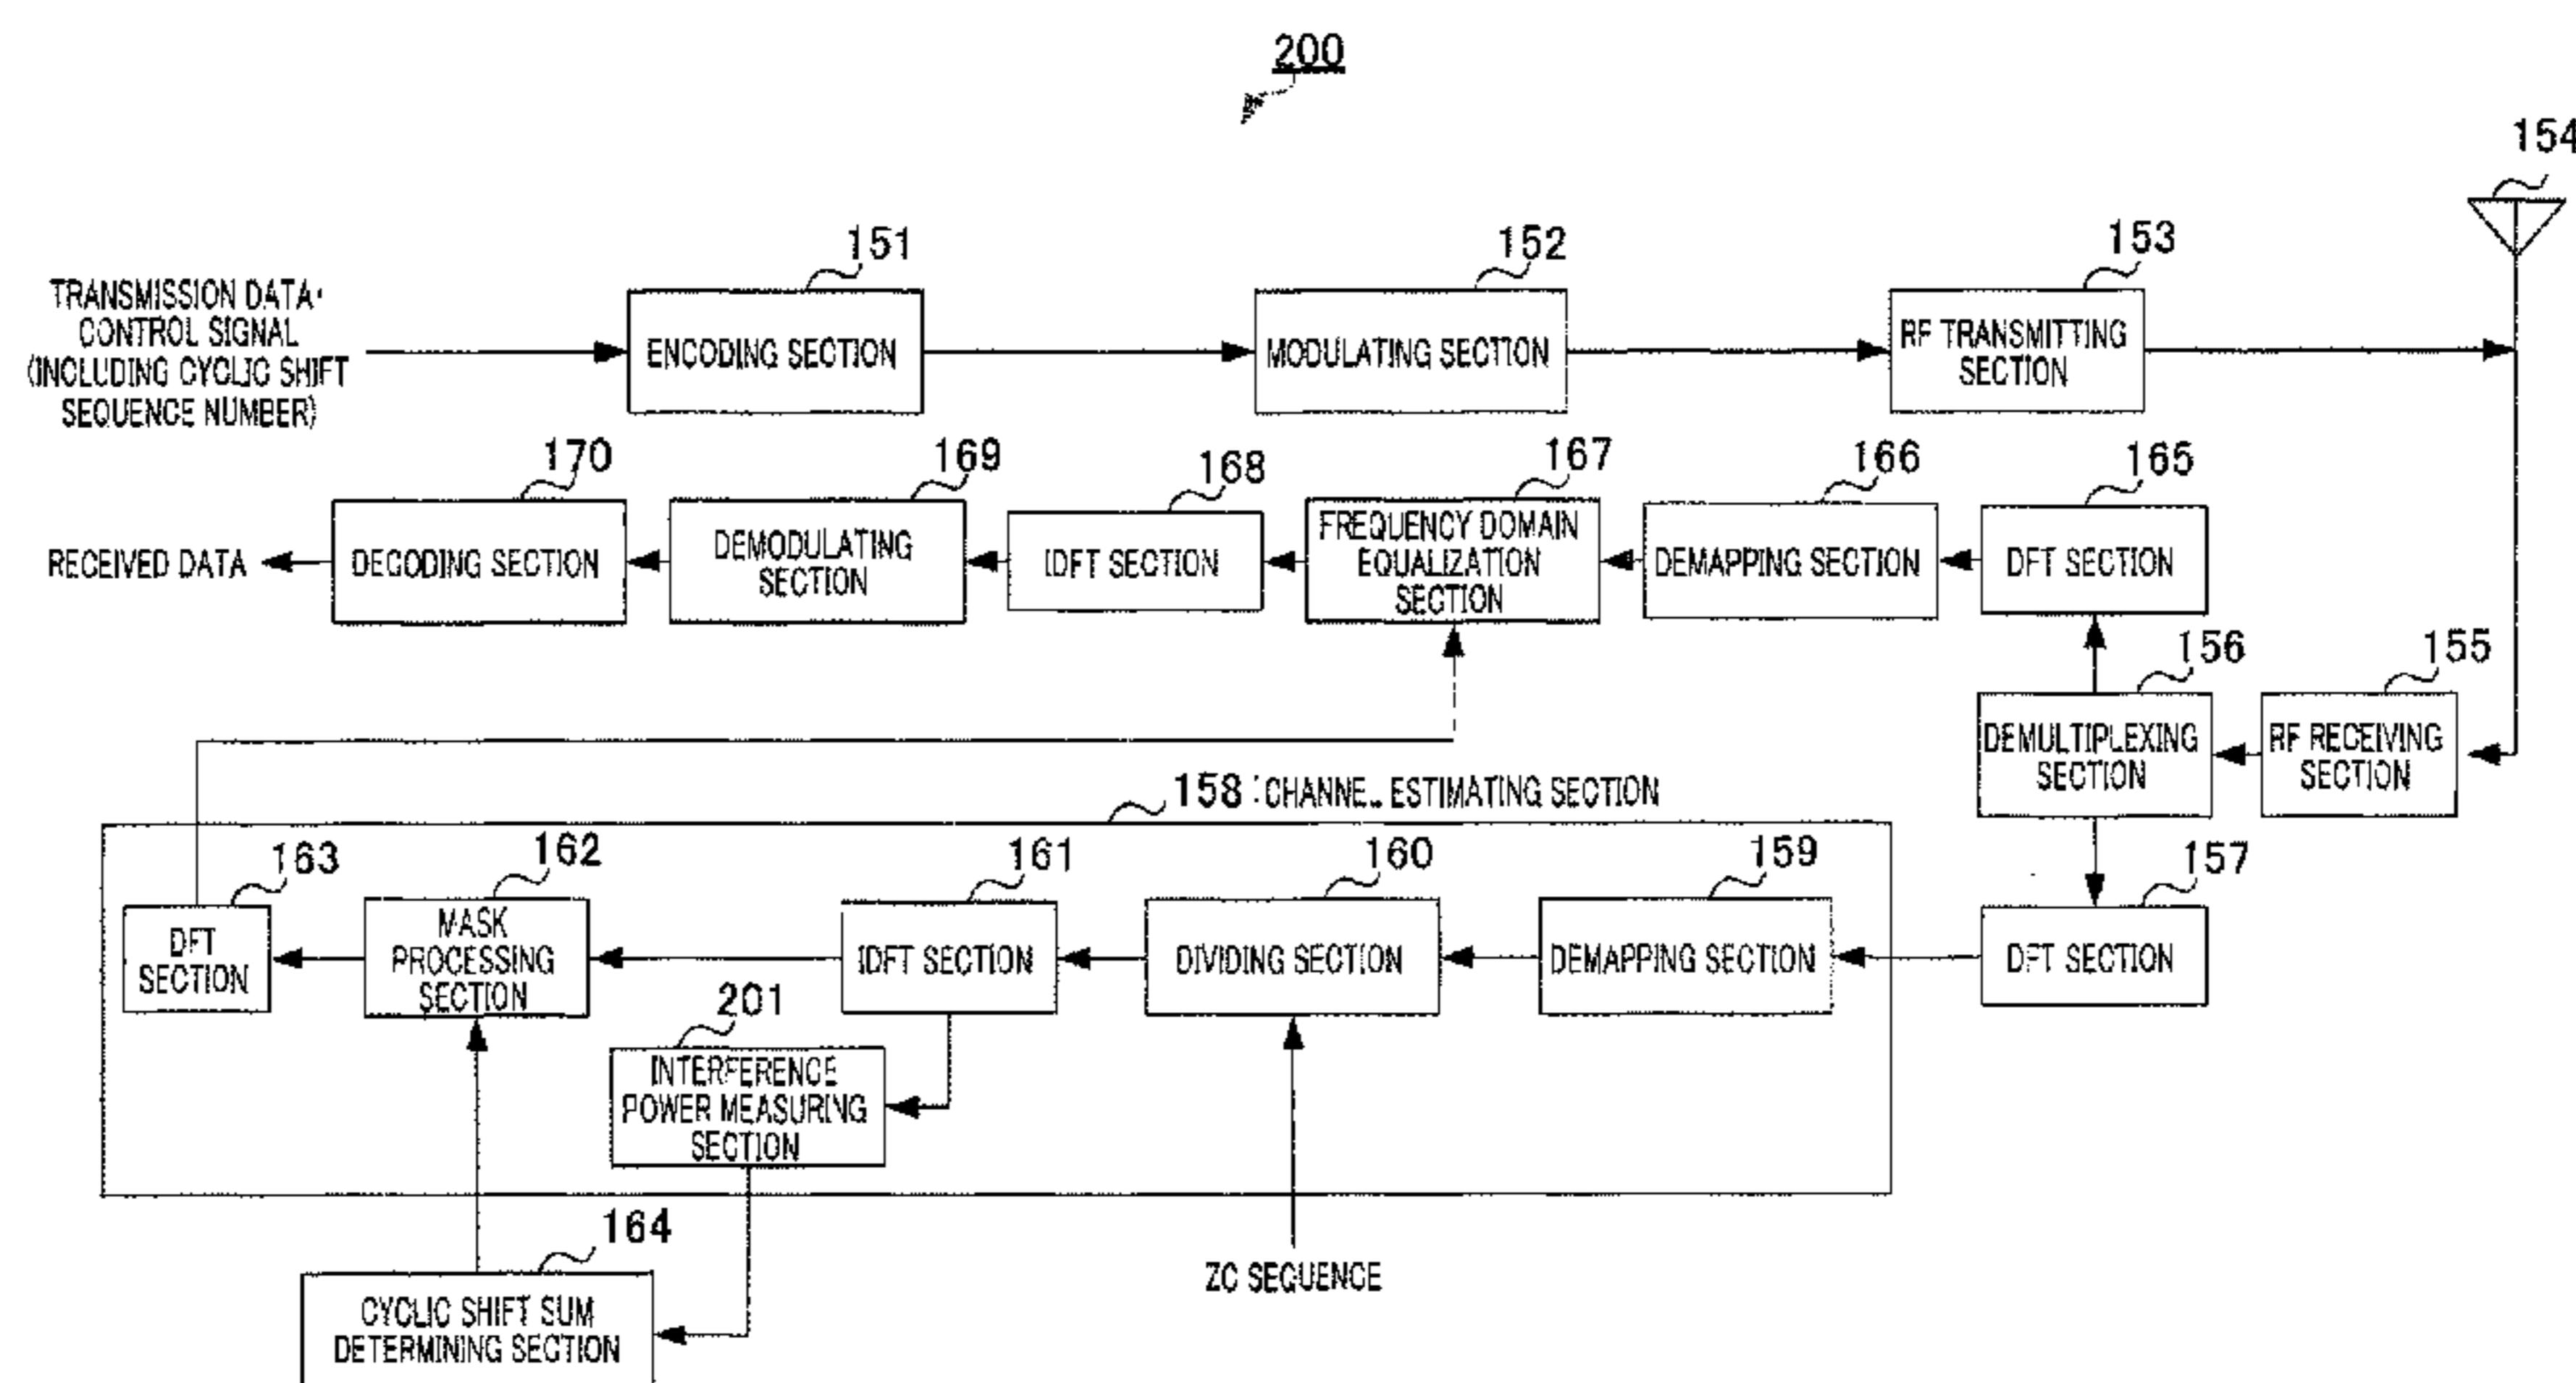 200
154
151
152
153
TRANSMISSION DATA·
CONTROL SIGNAL
(INCLUDING CYCLIC SHIFT
SEQUENCE NUMBER)
ENCODING SECTION
MODULATING SECTION
RF TRANSMITTING
SECTION
170
169
168
167
166
165
RECEIVED DATA
DECODING SECTION
DEMODULATING
SECTION
IDFT SECTION
FREQUENCY DOMAIN
EQUALIZATION
SECTION
DEMAPPING SECTION
DFT SECTION
156
155
DEMULTIPLEXING
SECTION
RF RECEIVING
SECTION
158 : CHANNEL ESTIMATING SECTION
163
162
161
160
159
157
DFT
SECTION
MASK
PROCESSING
SECTION
IDFT SECTION
DIVIDING SECTION
DEMAPPING SECTION
DFT SECTION
201
INTERFERENCE
POWER MEASURING
SECTION
164
ZC SEQUENCE
CYCLIC SHIFT SUM
DETERMINING SECTION